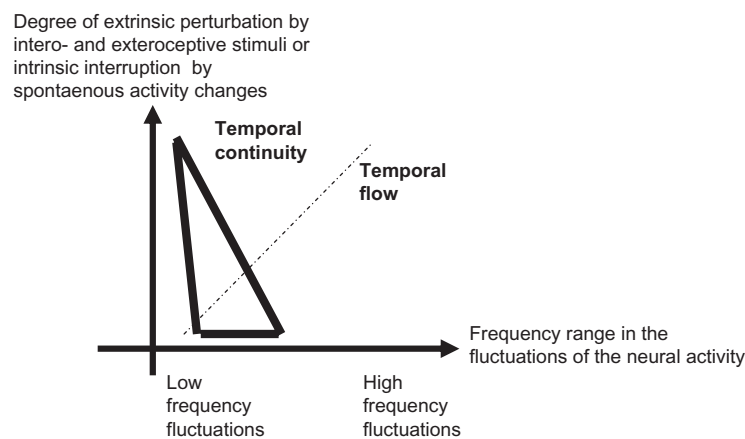 Degree of extrinsic perturbation by
intero- and exteroceptive stimuli or
intrinsic interruption by
spontaenous activity changes
Temporal
continuity
Temporal
flow
Frequency range in the
fluctuations of the neural activity
Low
frequency
fluctuations
High
frequency
fluctuations